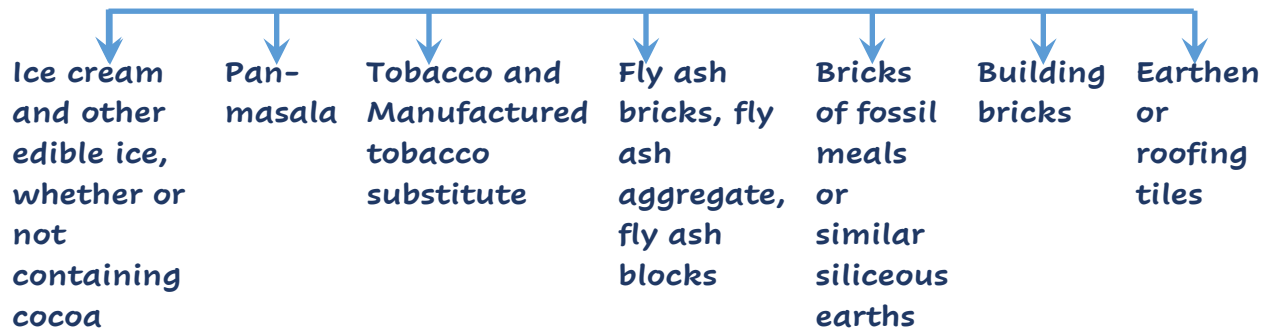 Ice cream
and other
edible ice,
whether or
not
containing
cocoa
Pan-
masala
Tobacco and
Manufactured
tobacco
substitute
Fly ash
bricks, fly
ash
aggregate,
fly ash
blocks
Bricks
of fossil
meals
or
similar
siliceous
earths
Building
bricks
Earthen
or
roofing
tiles